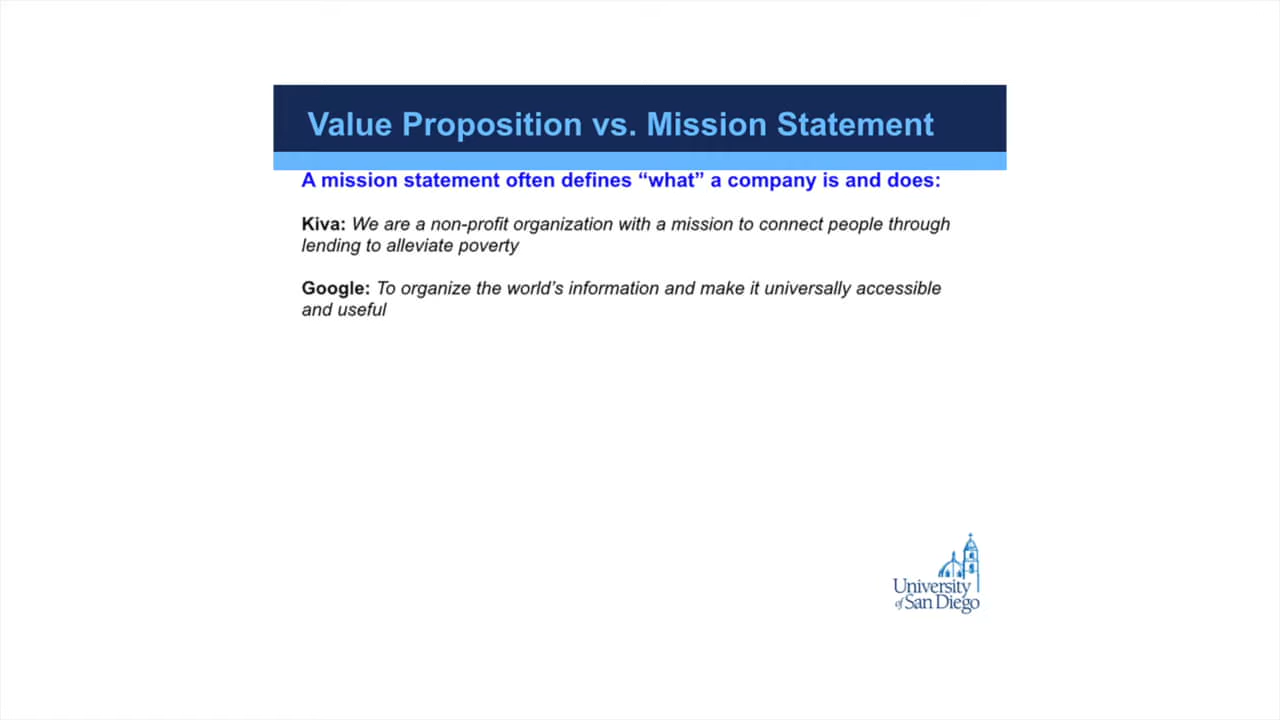 Value Proposition vs. Mission Statement
A mission statement often defines “what” a company is and does:
Kiva: We are a non-profit organization with a mission to connect people through
lending to alleviate poverty
Google: To organize the world’s information and make it universally accessible
and useful
University
of San Diego